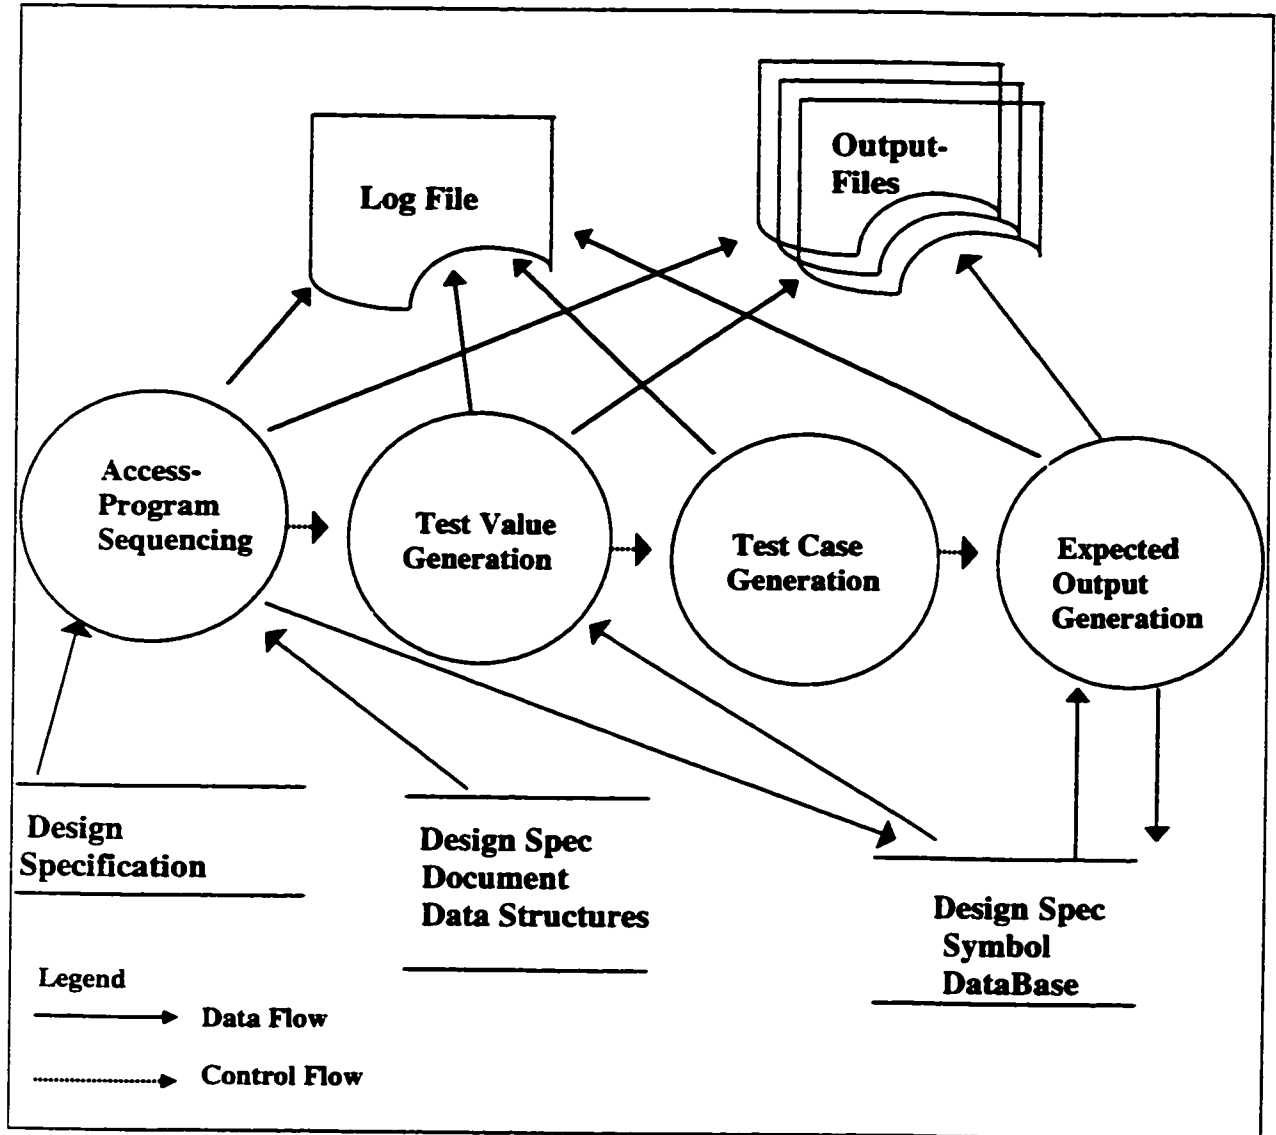 Output-
Files
Log File
Access-
Program
Sequencing
Test Value
Generation
Test Case
Generation
Expected
Output
Generation
Design
Specification
Design Spec
Document
Data Structures
Design Spec
Symbol
DataBase
Legend
Data Flow
Control Flow